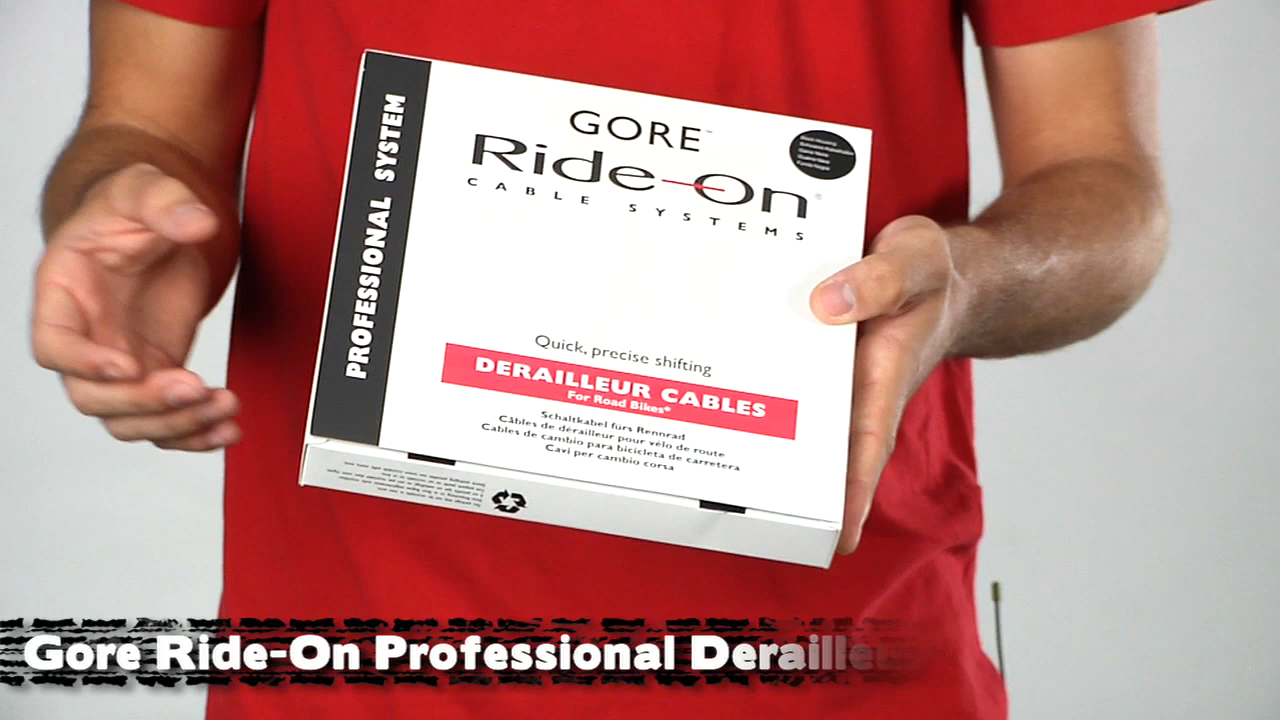 PROFESSIONAL SYSTEM
GORE™
Ride-On®
CABLE SYSTEMS
Quick, precise shifting
DERAILLEUR CABLES
For Road Bikes*
Schaltkabel fürs Rennrad
Câbles de dérailleur pour vélo de route
Cables de cambio para bicicleta de carretera
Cavi per cambio corsa
Gore Ride-On Professional Deraille